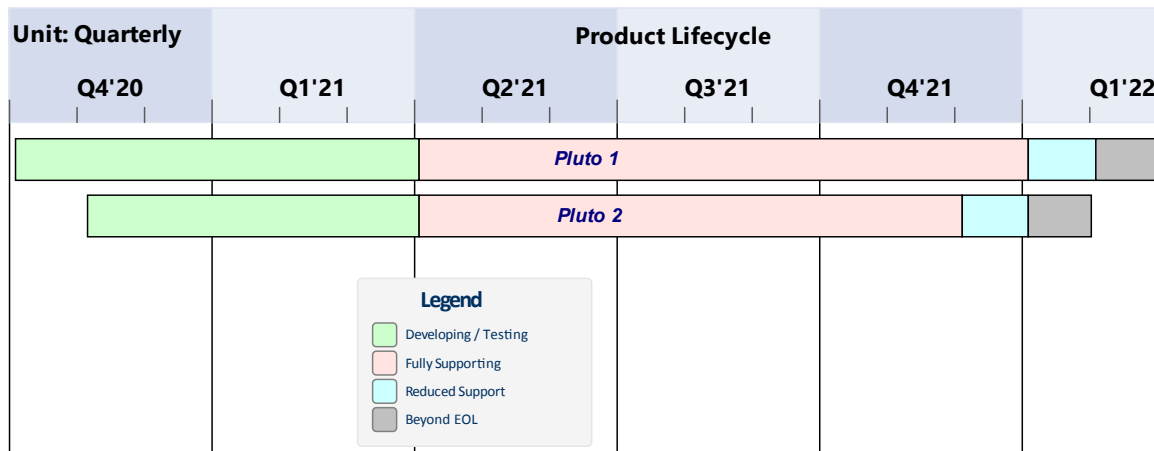 Unit: Quarterly
Product Lifecycle
Q4'20
Q1'21
Q2'21
Q3'21
Q4'21
Q1'22
Pluto 1
Pluto 2
Legend
Developing / Testing
Fully Supporting
Reduced Support
Beyond EOL